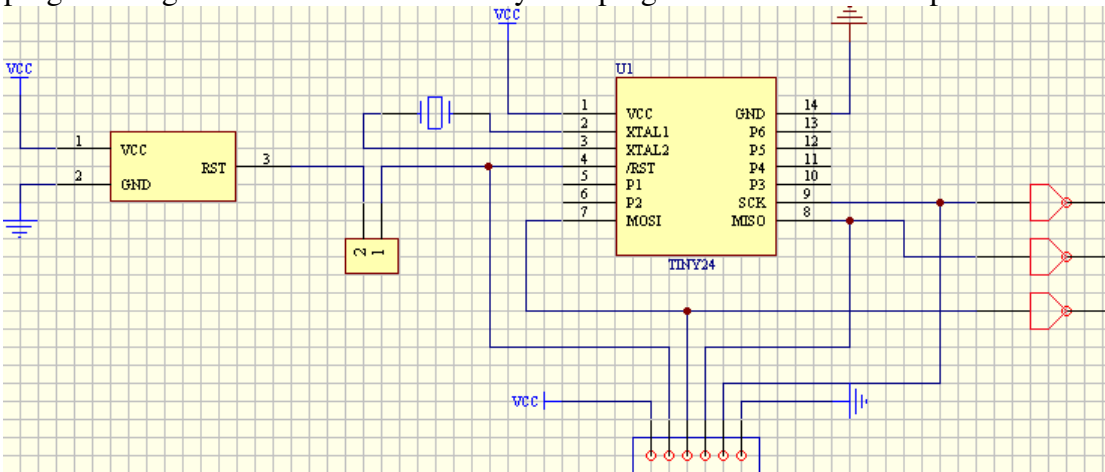 VCC
VCC
U1
1 VCC GND 14
2 XTAL1 P6 13
3 XTAL2 P5 12
4 /RST P4 11
5 P1 P3 10
6 P2 SCK 9
7 MOSI MISO 8
TINY24
1 VCC
RST 3
2 GND
2 1
VCC